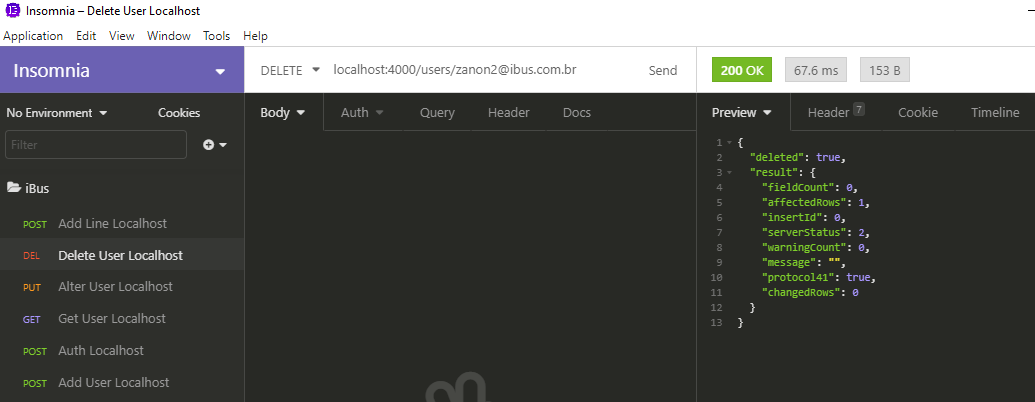 Insomnia – Delete User Localhost
Application Edit View Window Tools Help
Insomnia
DELETE localhost:4000/users/zanon2@ibus.com.br Send
200 OK 67.6 ms 153 B
No Environment Cookies
Body Auth Query Header Docs
Preview Header 7 Cookie Timeline
Filter
iBus
POST Add Line Localhost
DEL Delete User Localhost
PUT Alter User Localhost
GET Get User Localhost
POST Auth Localhost
POST Add User Localhost
1 {
2 "deleted": true,
3 "result": {
4 "fieldCount": 0,
5 "affectedRows": 1,
6 "insertId": 0,
7 "serverStatus": 2,
8 "warningCount": 0,
9 "message": "",
10 "protocol41": true,
11 "changedRows": 0
12 }
13 }